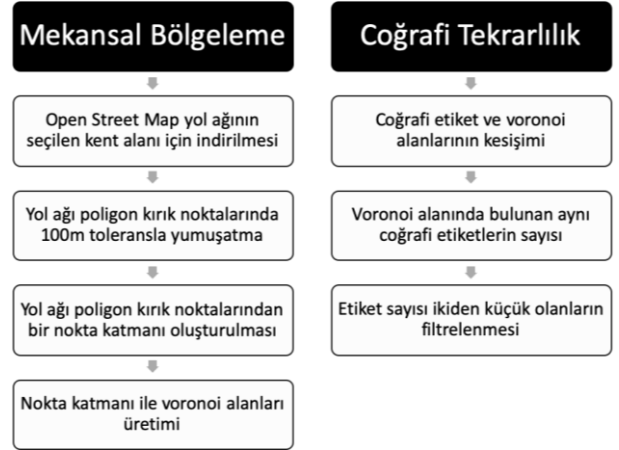 Mekansal Bölgeleme
Open Street Map yol ağının
seçilen kent alanı için indirilmesi
Yol ağı poligon kırık noktalarında
100m toleransla yumuşatma
Yol ağı poligon kırık noktalarından
bir nokta katmanı oluşturulması
Nokta katmanı ile voronoi alanları
üretimi
Coğrafi Tekrarlılık
Coğrafi etiket ve voronoi
alanlarının kesişimi
Voronoi alanında bulunan aynı
coğrafi etiketlerin sayısı
Etiket sayısı ikiden küçük olanların
filtrelenmesi